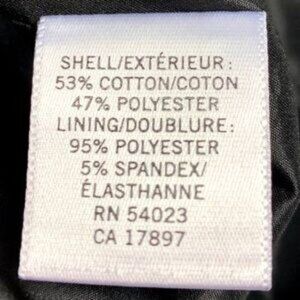 SHELL/EXTÉRIEUR:
53% COTTON/COTON
47% POLYESTER
LINING/DOUBLURE:
95% POLYESTER
5% SPANDEX/
ÉLASTHANNE
RN 54023
CA 17897